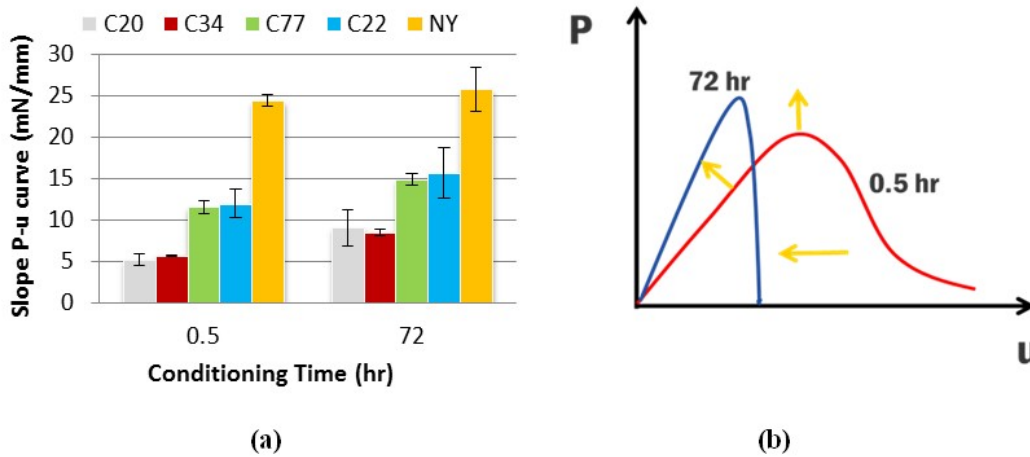 C20 C34 C77 C22 NY
Slope P-u curve (mN/mm)
30
25
20
15
10
5
0
0.5 72
Conditioning Time (hr)
(a)
P
72 hr
0.5 hr
u
(b)